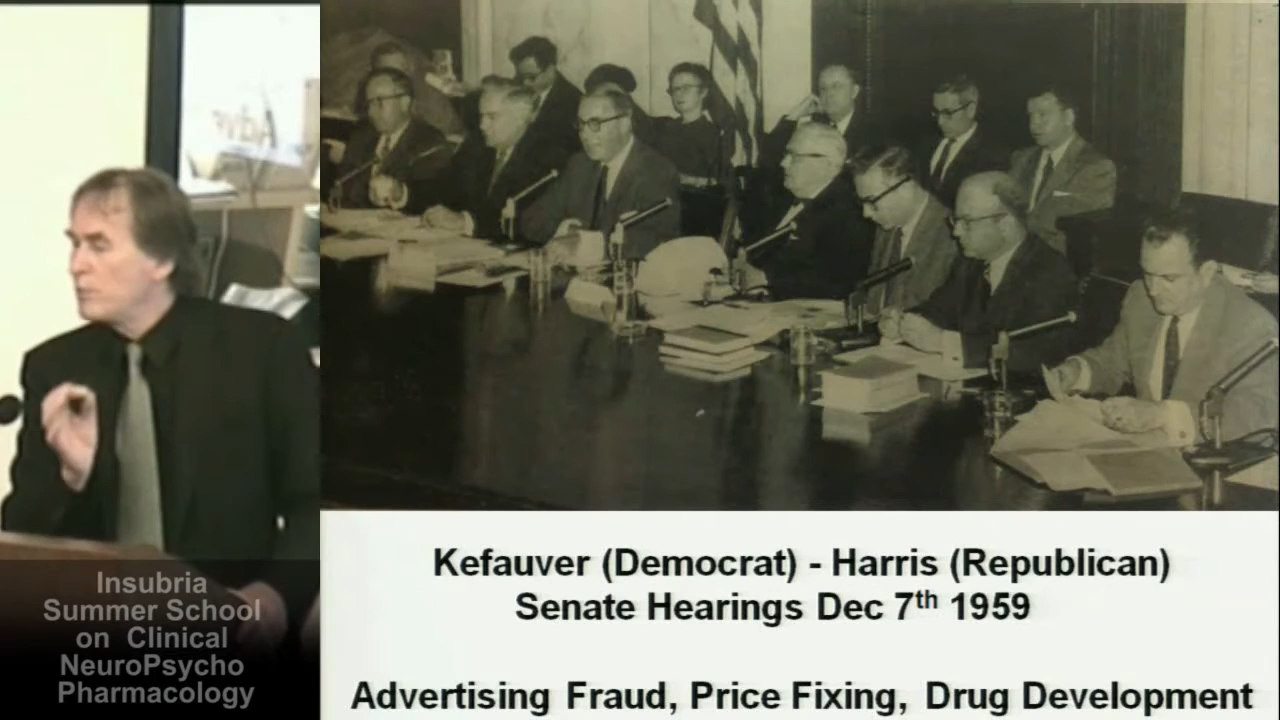 Insubria
Summer School
on Clinical
NeuroPsycho
Pharmacology
Kefauver (Democrat) - Harris (Republican)
Senate Hearings Dec 7th 1959
Advertising Fraud, Price Fixing, Drug Development